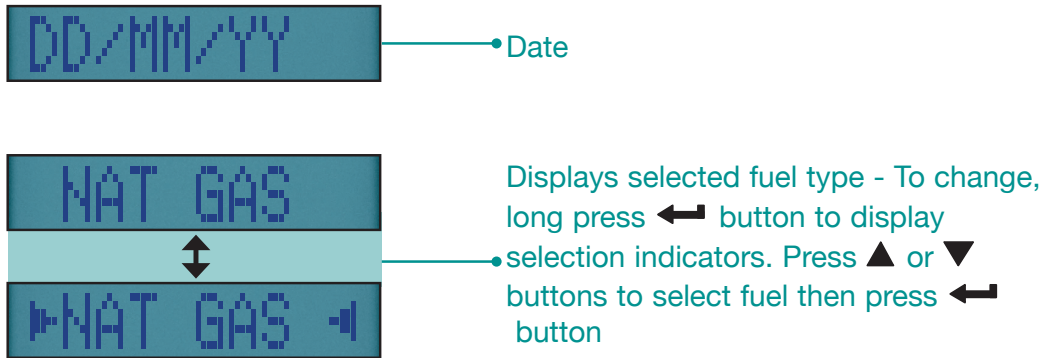 DD/MM/YY
Date
NAT GAS
Displays selected fuel type - To change,
long press button to display
selection indicators. Press ▲ or ▼
buttons to select fuel then press
button
NAT GAS